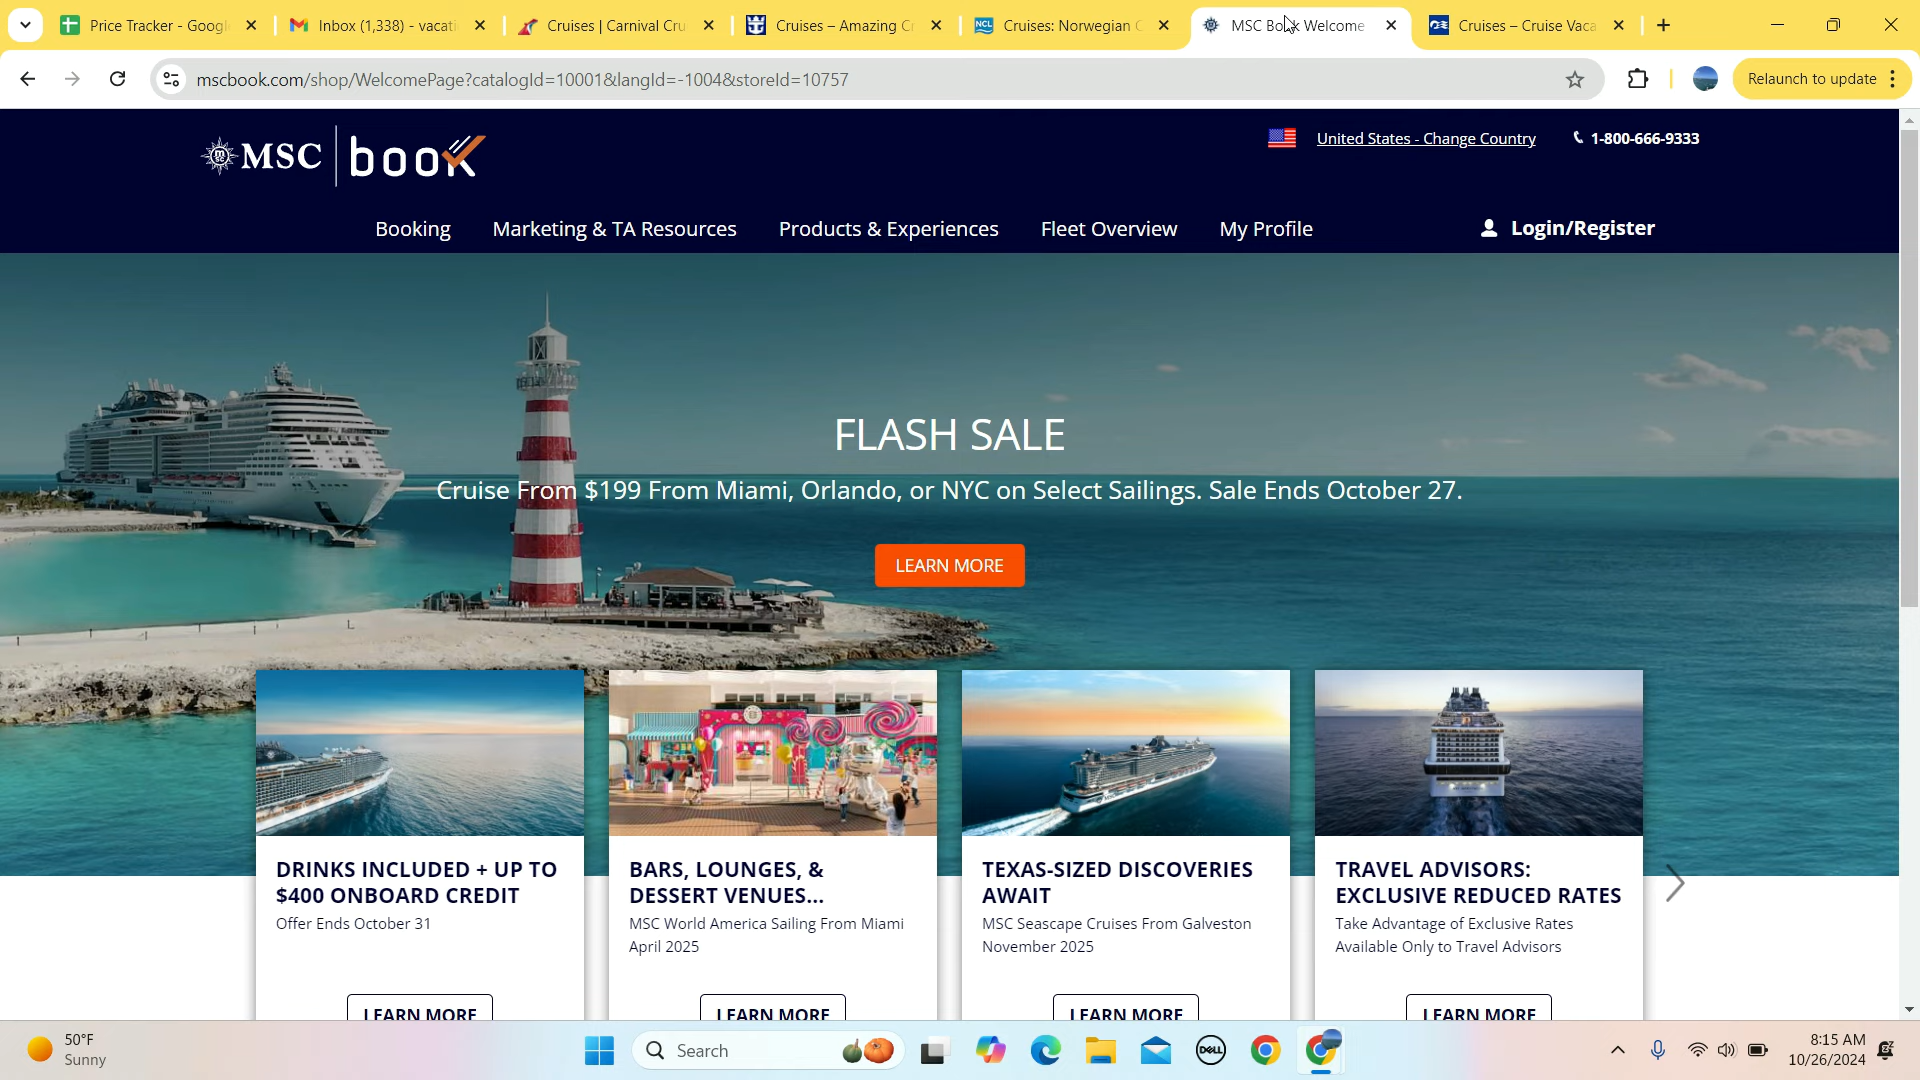 Price Tracker - Googl
Inbox (1,338) - vacati
Cruises | Carnival Cru
Cruises – Amazing Cr
NCL
Cruises: Norwegian C
MSC Book Welcome
Cruises – Cruise Vaca
mscbook.com/shop/WelcomePage?catalogId=10001&langId=-1004&storeId=10757
Relaunch to update
MSC book
United States - Change Country
1-800-666-9333
Booking
Marketing & TA Resources
Products & Experiences
Fleet Overview
My Profile
Login/Register
FLASH SALE
Cruise From $199 From Miami, Orlando, or NYC on Select Sailings. Sale Ends October 27.
LEARN MORE
DRINKS INCLUDED + UP TO
$400 ONBOARD CREDIT
Offer Ends October 31
LEARN MORE
BARS, LOUNGES, &
DESSERT VENUES...
MSC World America Sailing From Miami
April 2025
LEARN MORE
TEXAS-SIZED DISCOVERIES
AWAIT
MSC Seascape Cruises From Galveston
November 2025
LEARN MORE
TRAVEL ADVISORS:
EXCLUSIVE REDUCED RATES
Take Advantage of Exclusive Rates
Available Only to Travel Advisors
LEARN MORE
50°F
Sunny
Search
DELL
8:15 AM
10/26/2024